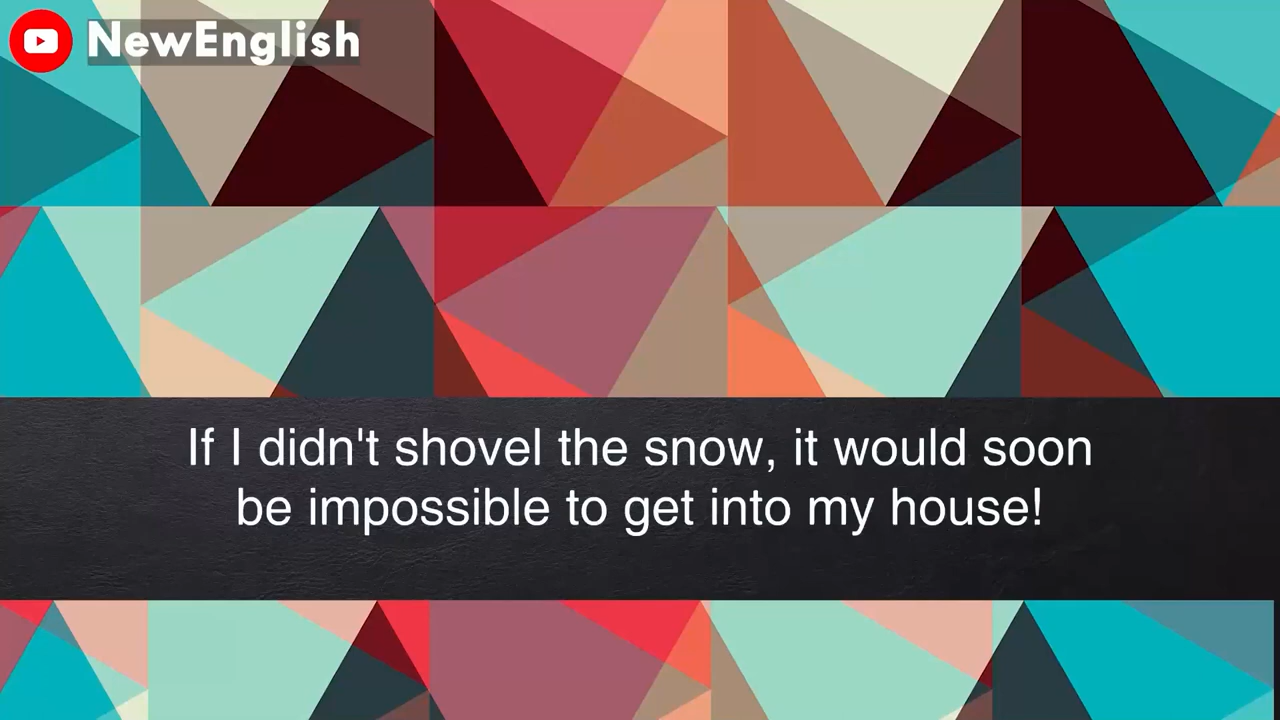 NewEnglish
If I didn't shovel the snow, it would soon
be impossible to get into my house!